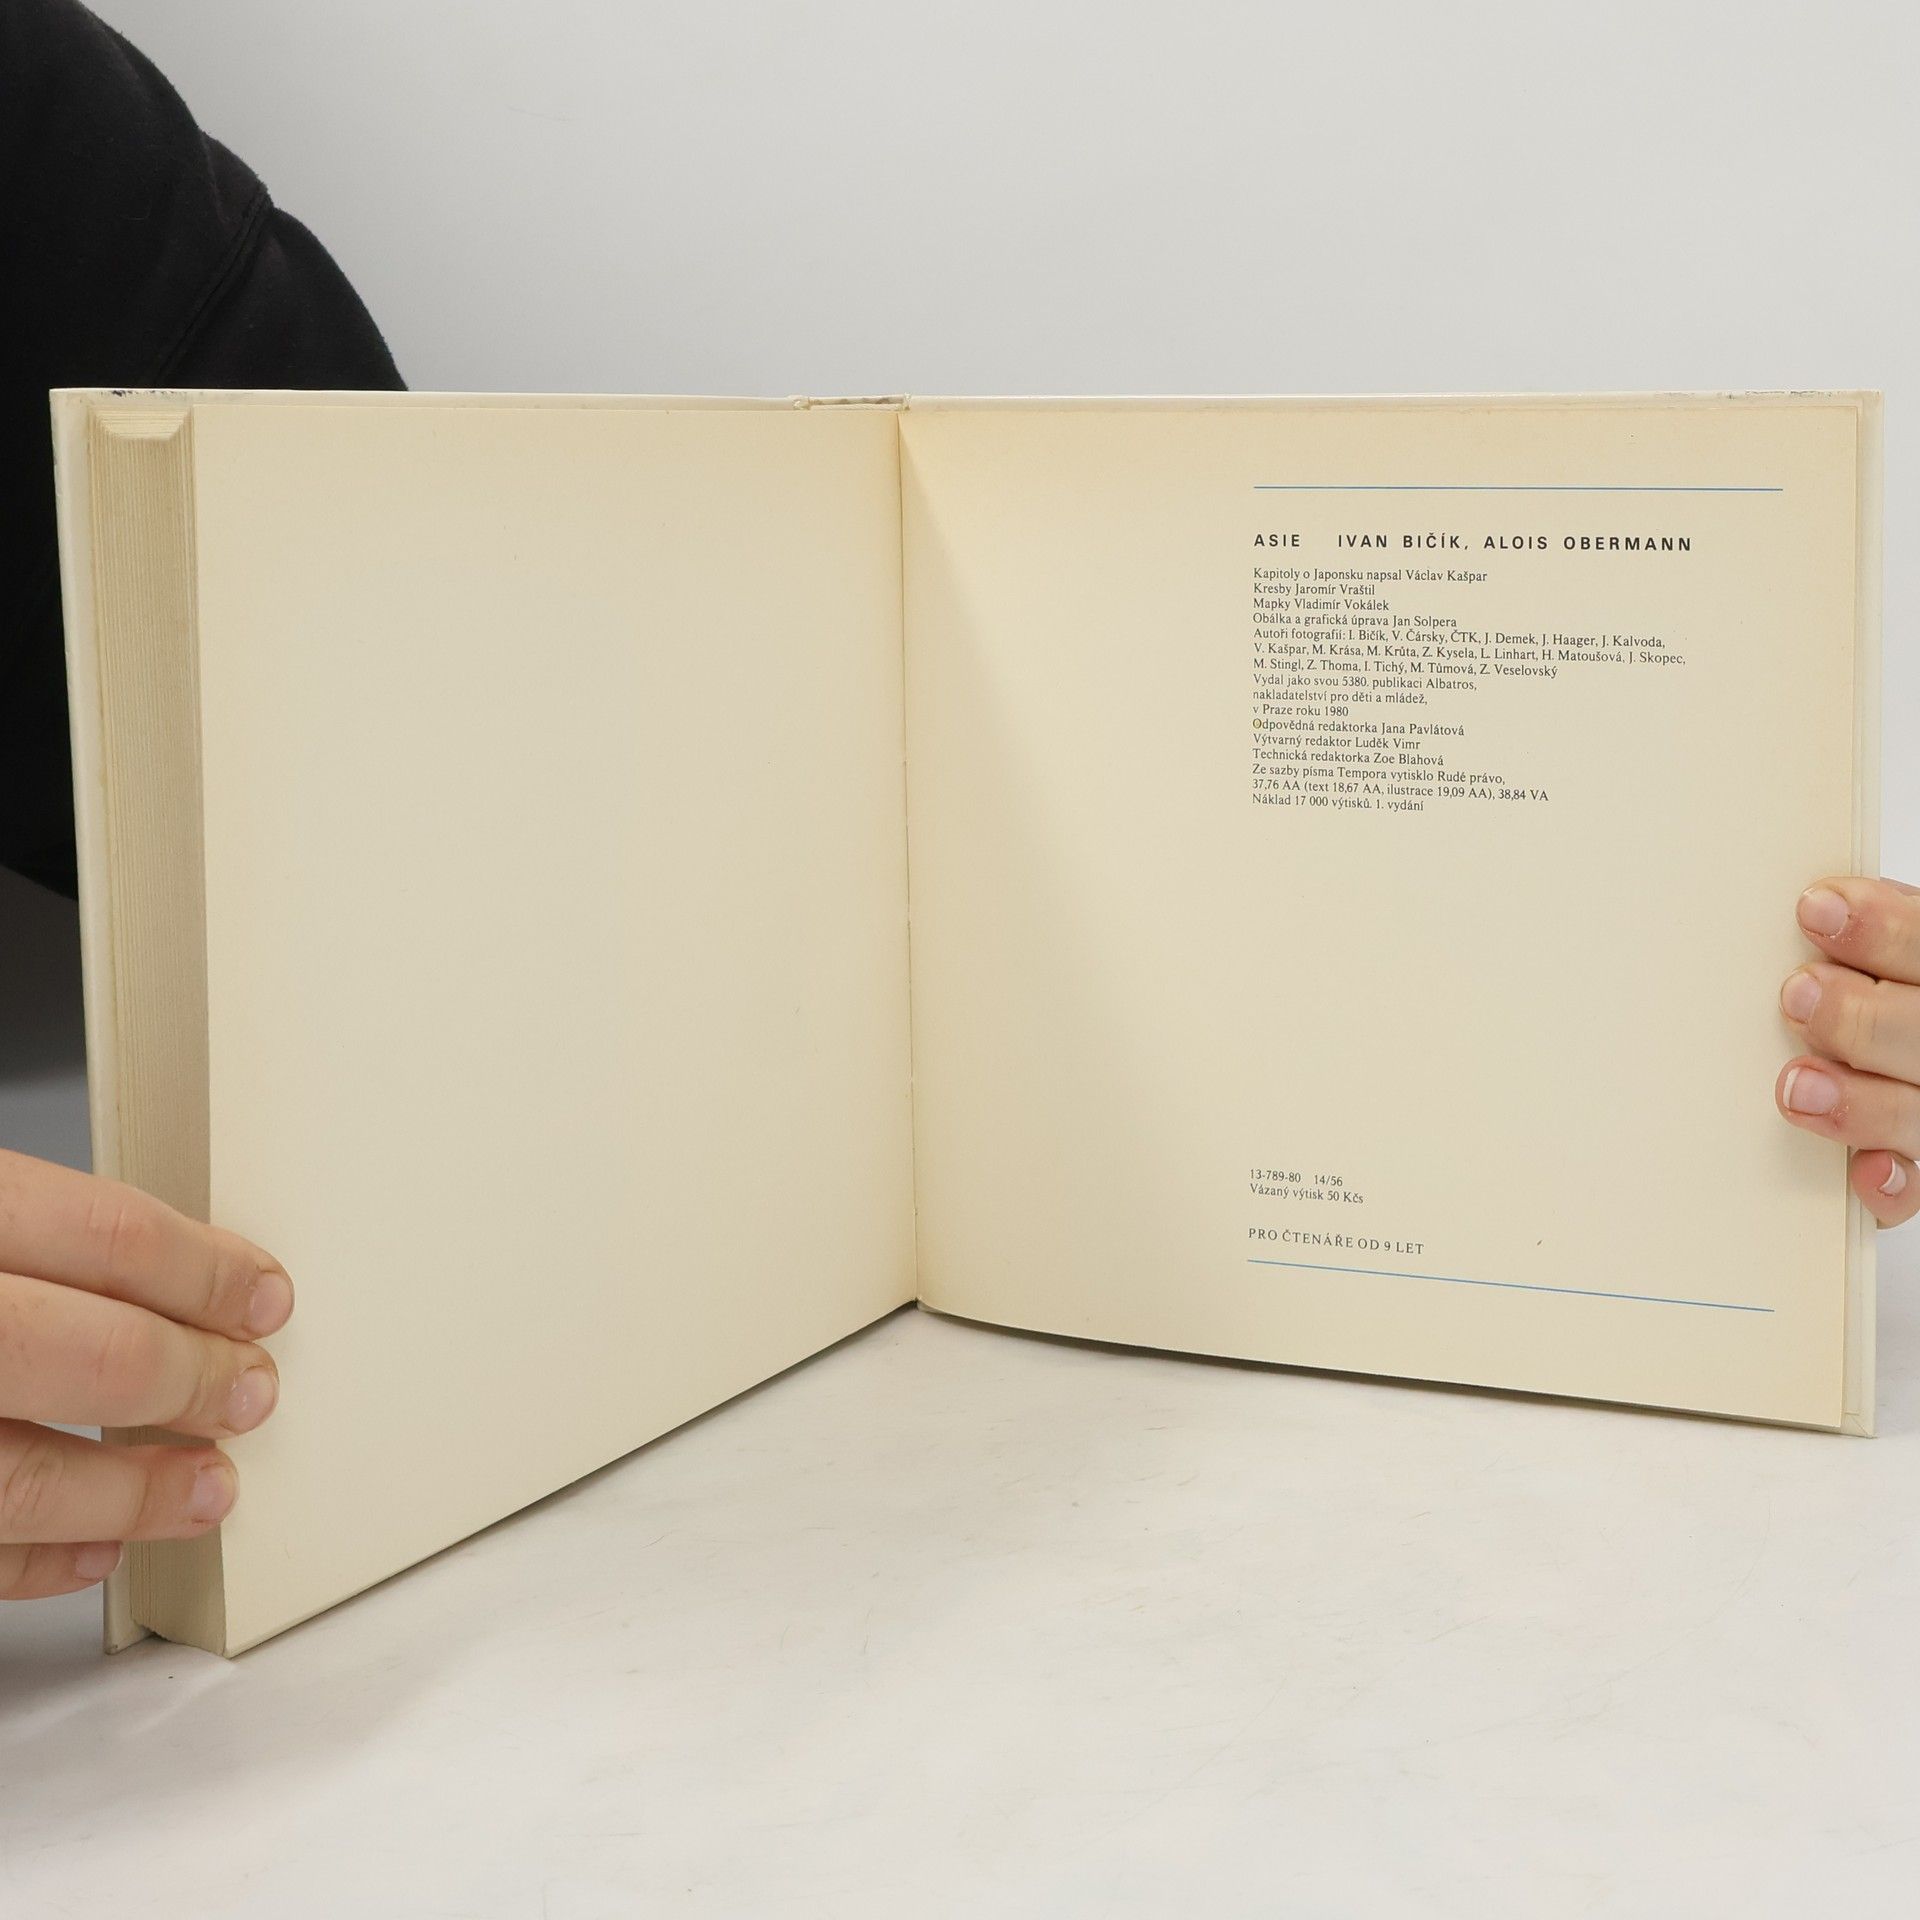 ASIE IVAN BIČÍK, ALOIS OBERMANN
Kapitoly o Japonsku napsal Václav Kašpar
Kresby Jaromír Vraštil
Mapky Vladimír Vokálek
Obálka a grafická úprava Jan Solpera
Autoři fotografií: I. Bičík, V. Čársky, ČTK, J. Demek, J. Haager, J. Kalvoda,
V. Kašpar, M. Krása, M. Krůta, Z. Kysela, L. Linhart, H. Matoušová, J. Skopec,
M. Stingl, Z. Thoma, I. Tichý, M. Tůmová, Z. Veselovský
Vydal jako svou 5380. publikaci Albatros,
nakladatelství pro děti a mládež,
v Praze roku 1980
Odpovědná redaktorka Jana Pavlátová
Výtvarný redaktor Luděk Vimr
Technická redaktorka Zoe Blahová
Ze sazby písma Tempora vytisklo Rudé právo,
37,76 AA (text 18,67 AA, ilustrace 19,09 AA), 38,84 VA
Náklad 17 000 výtisků. 1. vydání
13-789-80 14/56
Vázaný výtisk 50 Kčs
PRO ČTENÁŘE OD 9 LET